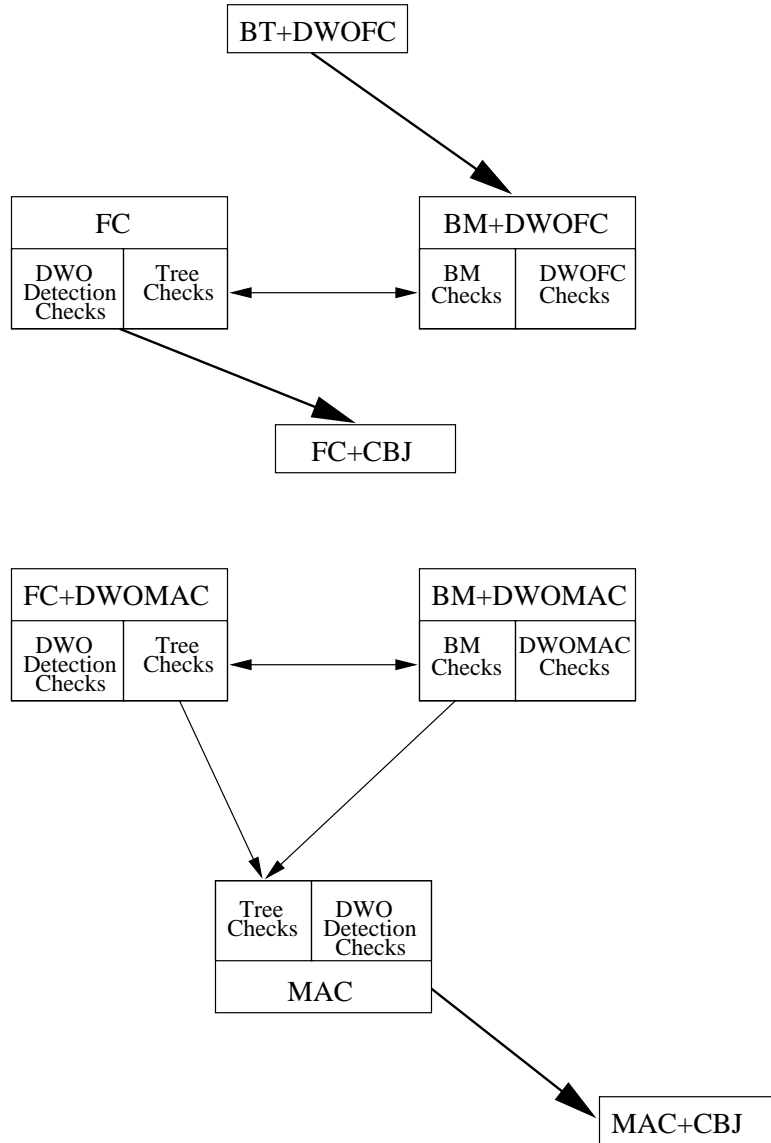 BT+DWOFC
FC
DWO
Detection
Checks
Tree
Checks
BM+DWOFC
BM
Checks
DWOFC
Checks
FC+CBJ
FC+DWOMAC
DWO
Detection
Checks
Tree
Checks
BM+DWOMAC
BM
Checks
DWOMAC
Checks
Tree
Checks
DWO
Detection
Checks
MAC
MAC+CBJ